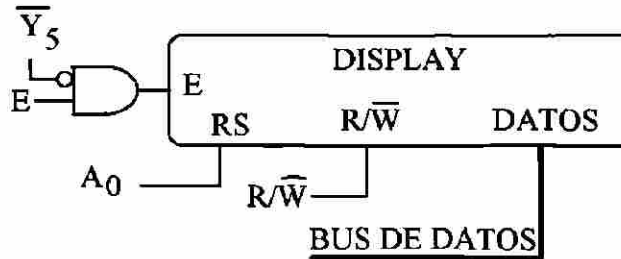 Y̅5
DISPLAY
E
E
RS
R/W̅
DATOS
A0
R/W̅
BUS DE DATOS